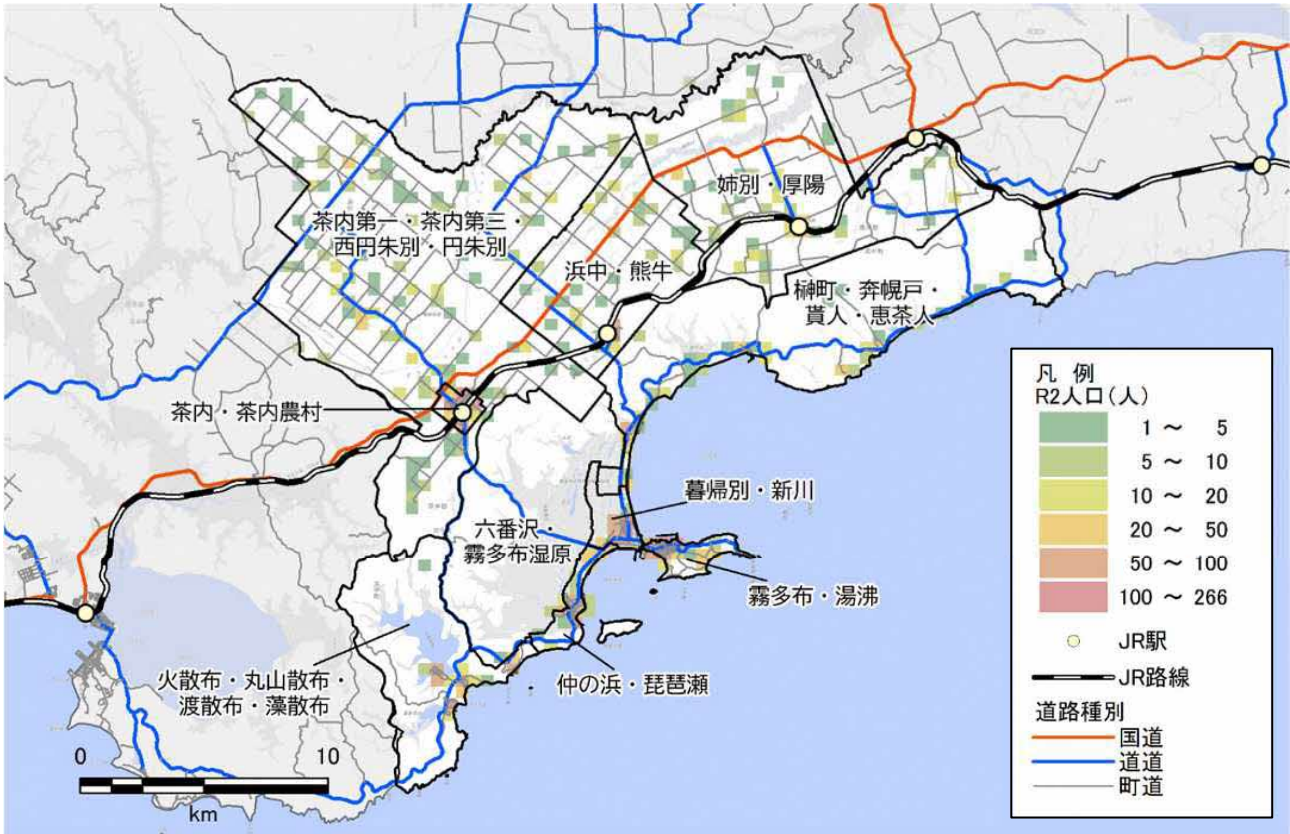 茶内第一・茶内第三・
西円朱別・円朱別
姉別・厚陽
浜中・熊牛
榊町・奔幌戸・
貰人・恵茶人
茶内・茶内農村
暮帰別・新川
六番沢・
霧多布湿原
霧多布・湯沸
火散布・丸山散布・
渡散布・藻散布
仲の浜・琵琶瀬
0 10
km
凡 例
R2人口(人)
1 ~ 5
5 ~ 10
10 ~ 20
20 ~ 50
50 ~ 100
100 ~ 266
JR駅
JR路線
道路種別
国道
道道
町道